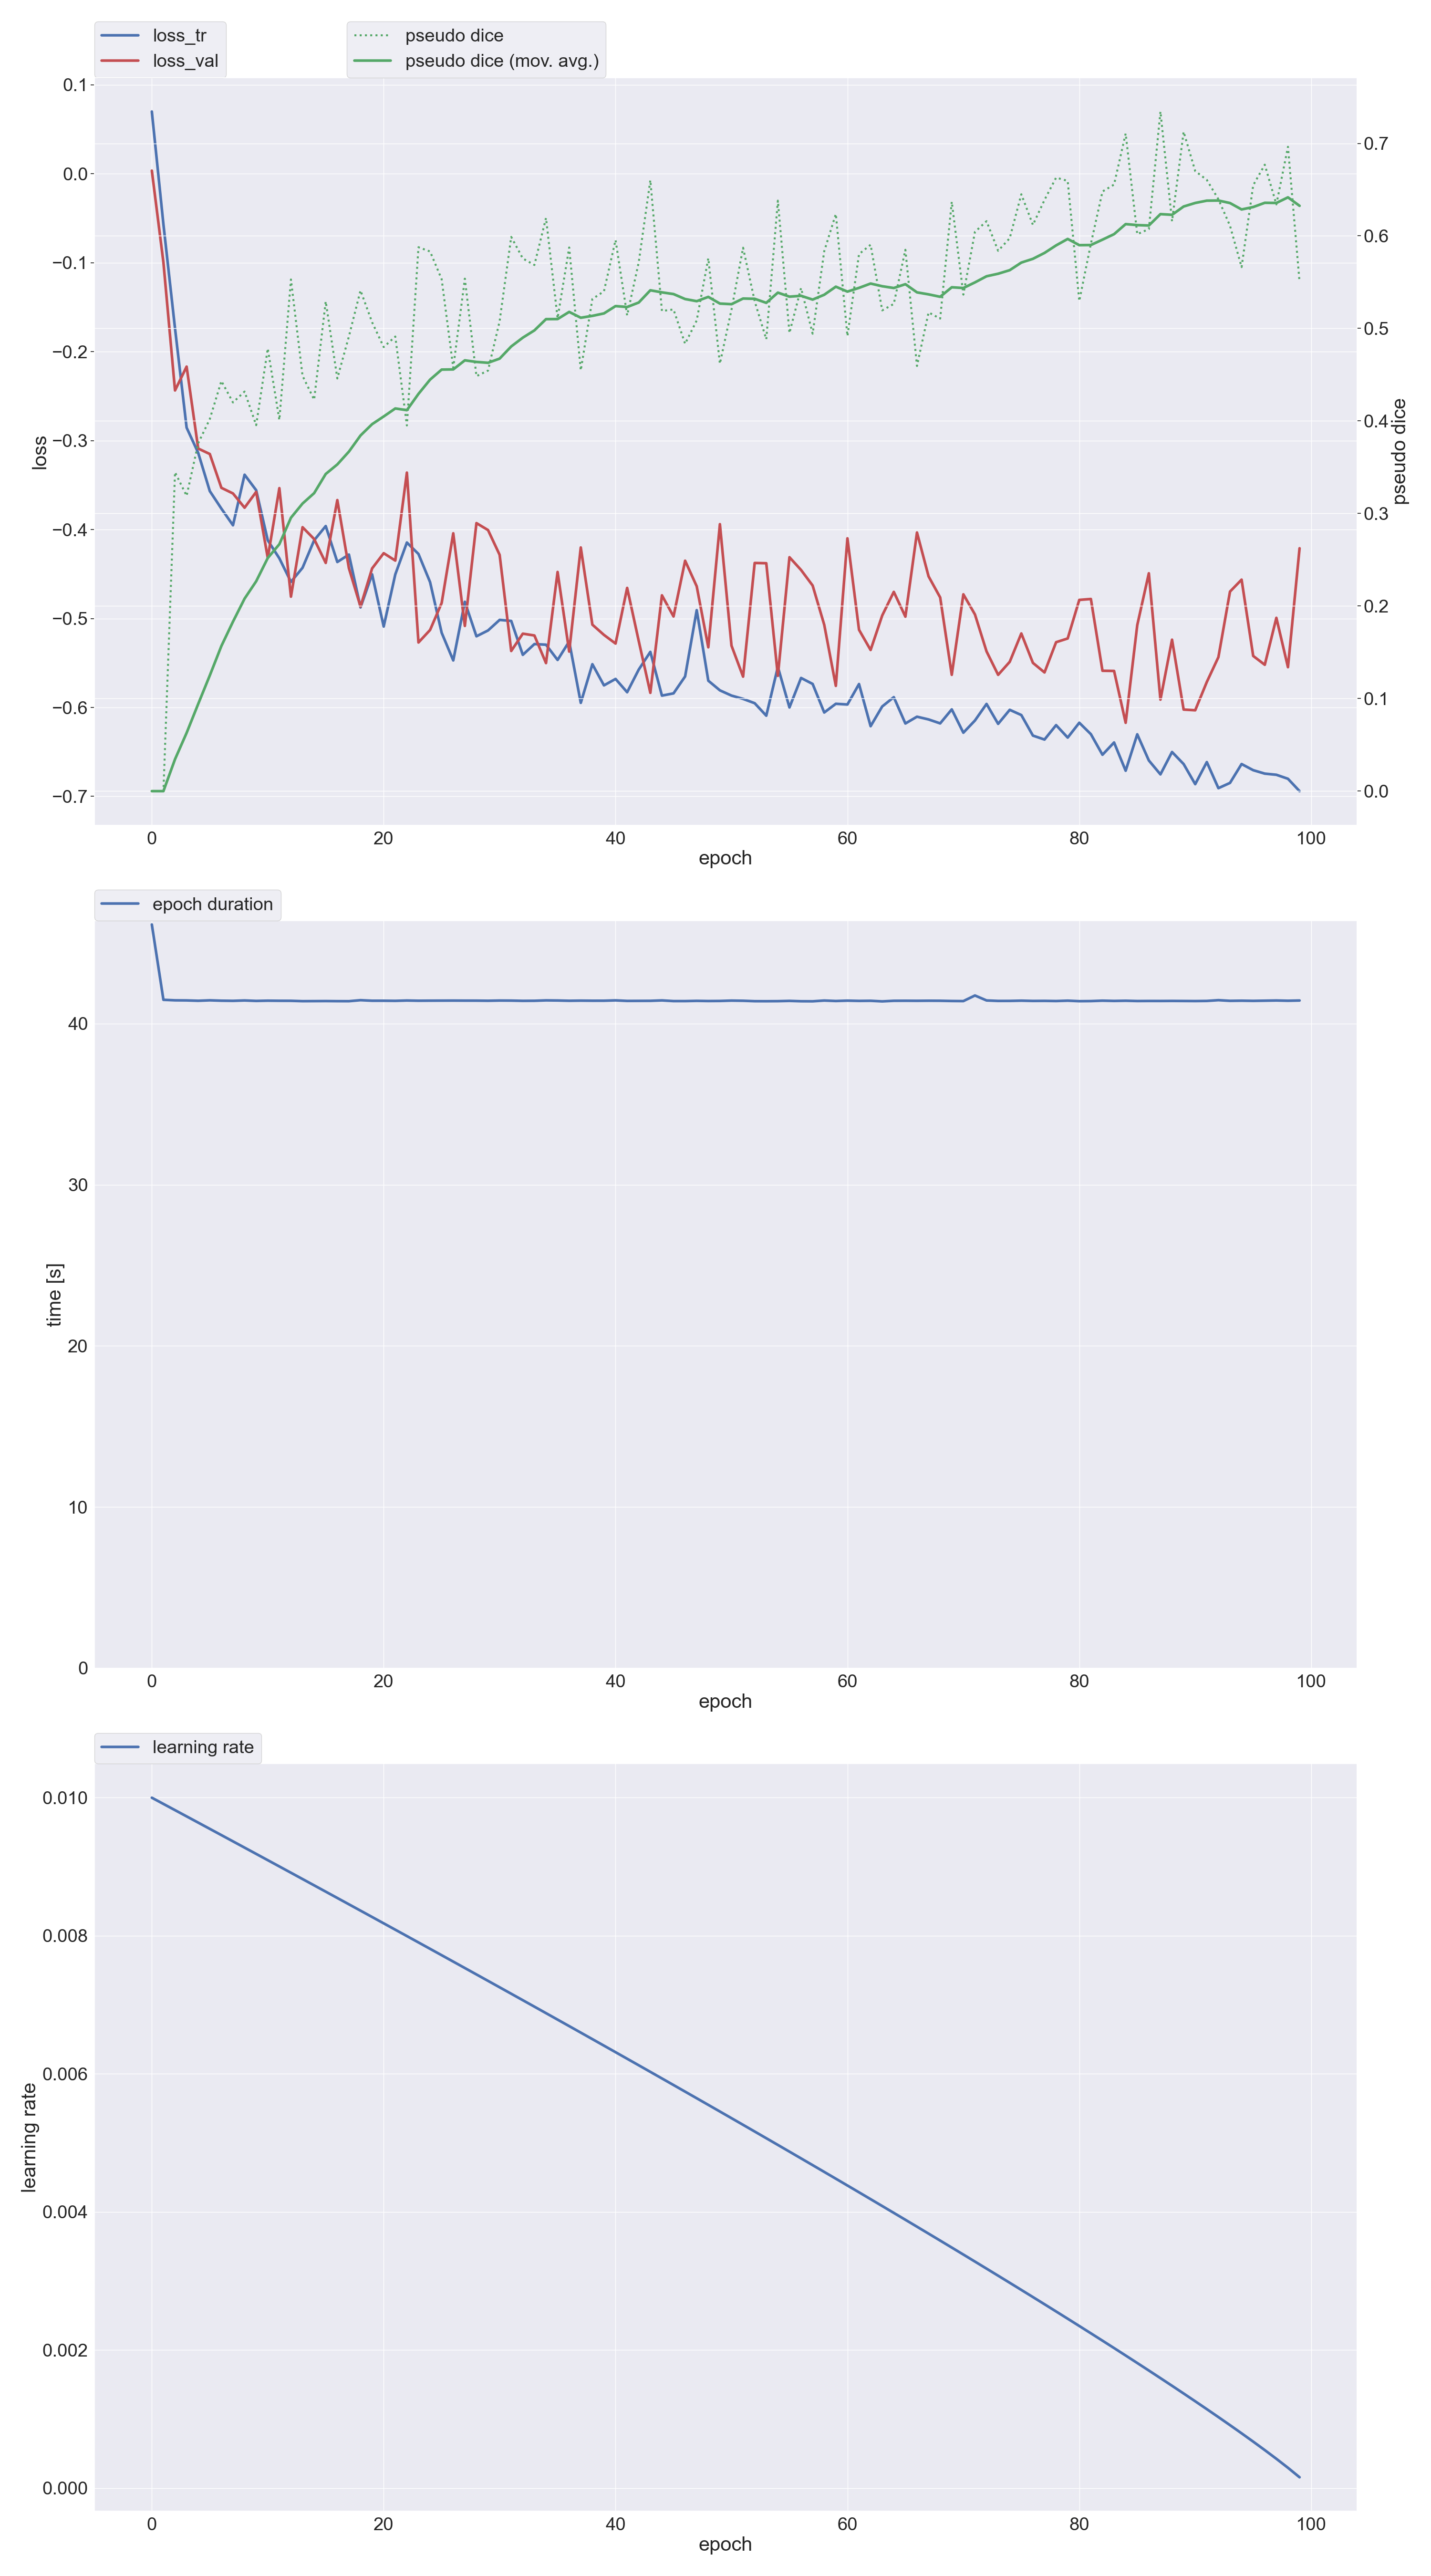 loss_tr
loss_val
pseudo dice
pseudo dice (mov. avg.)
0.1
0.0
−0.1
−0.2
−0.3
−0.4
−0.5
−0.6
−0.7
loss
0.7
0.6
0.5
0.4
0.3
0.2
0.1
0.0
pseudo dice
0 20 40 60 80 100
epoch
epoch duration
40
30
20
10
0
time [s]
0 20 40 60 80 100
epoch
learning rate
0.010
0.008
0.006
0.004
0.002
0.000
learning rate
0 20 40 60 80 100
epoch